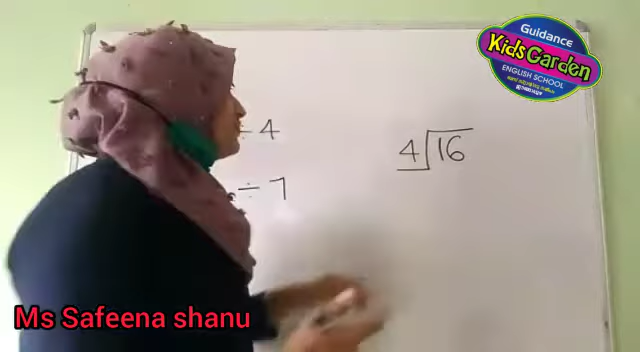 Guidance
Kids Garden
ENGLISH SCHOOL
÷ 4
4 16
÷ 7
Ms Safeena shanu